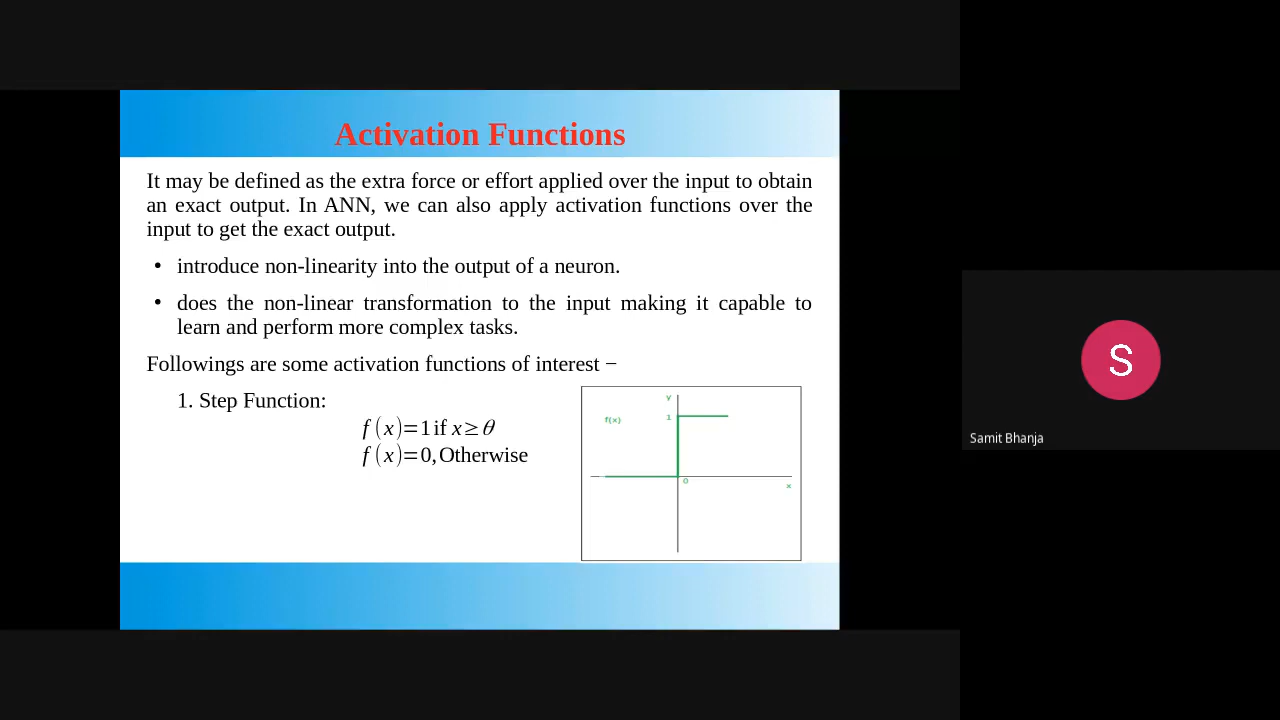 Activation Functions
It may be defined as the extra force or effort applied over the input to obtain
an exact output. In ANN, we can also apply activation functions over the
input to get the exact output.
• introduce non-linearity into the output of a neuron.
• does the non-linear transformation to the input making it capable to
learn and perform more complex tasks.
Followings are some activation functions of interest −
1. Step Function:
f(x)=1 if x≥θ
f(x)=0, Otherwise
y
f(x)
1
0
x
S
Samit Bhanja